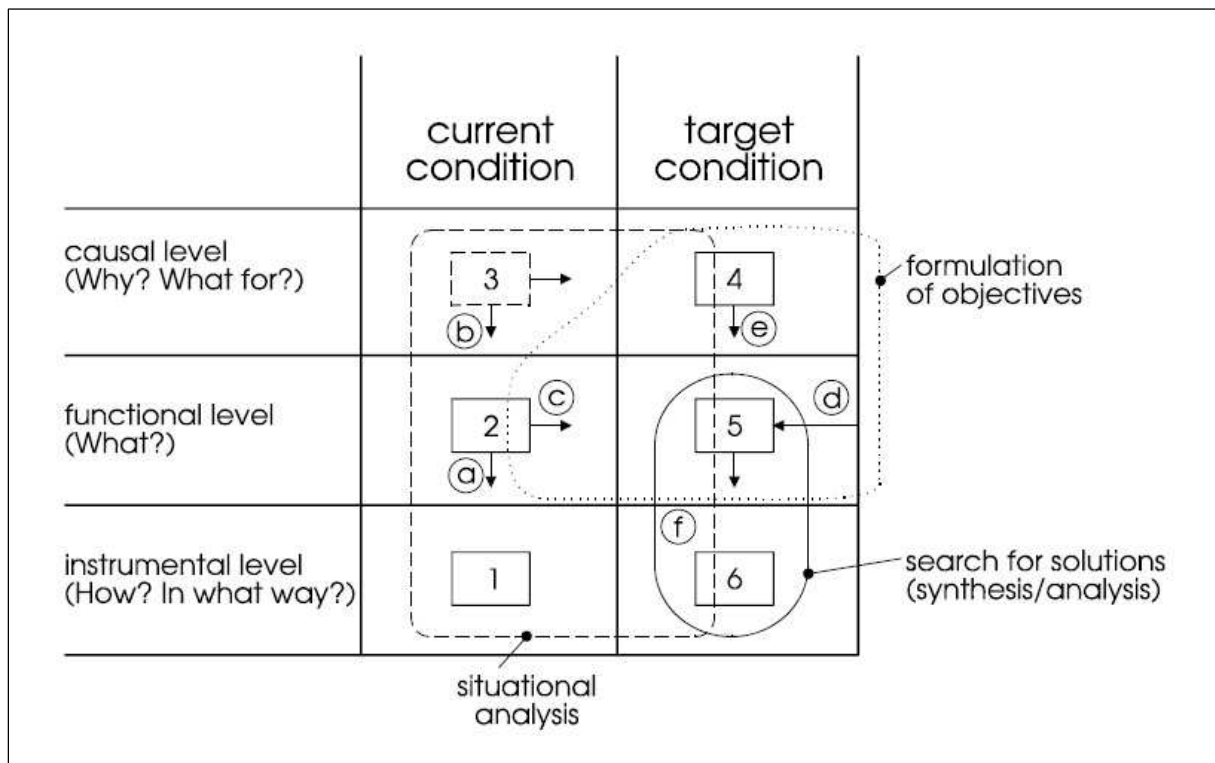 current
condition
target
condition
causal level
(Why? What for?)
3
4
b
e
formulation
of objectives
functional level
(What?)
2
c
5
d
a
instrumental level
(How? In what way?)
1
f
6
search for solutions
(synthesis/analysis)
situational
analysis